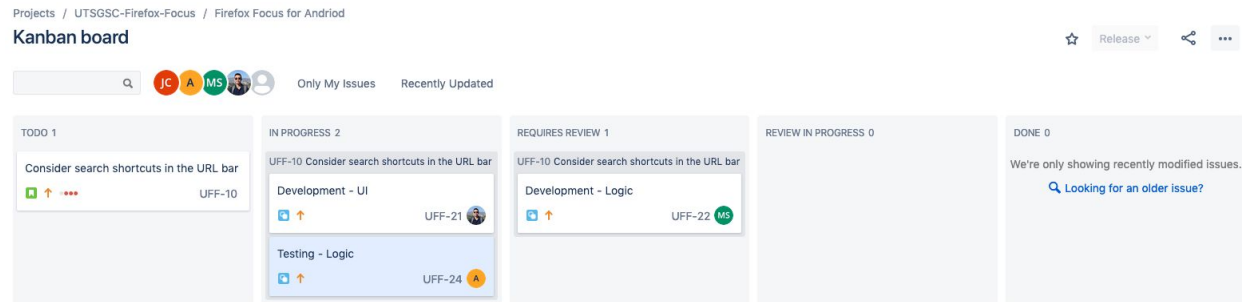 Projects / UTSGSC-Firefox-Focus / Firefox Focus for Andriod
Kanban board
Release
JC A MS
Only My Issues Recently Updated
TODO 1
Consider search shortcuts in the URL bar
UFF-10
IN PROGRESS 2
UFF-10 Consider search shortcuts in the URL bar
Development - UI
UFF-21
Testing - Logic
UFF-24 A
REQUIRES REVIEW 1
UFF-10 Consider search shortcuts in the URL bar
Development - Logic
UFF-22 MS
REVIEW IN PROGRESS 0
DONE 0
We're only showing recently modified issues.
Looking for an older issue?